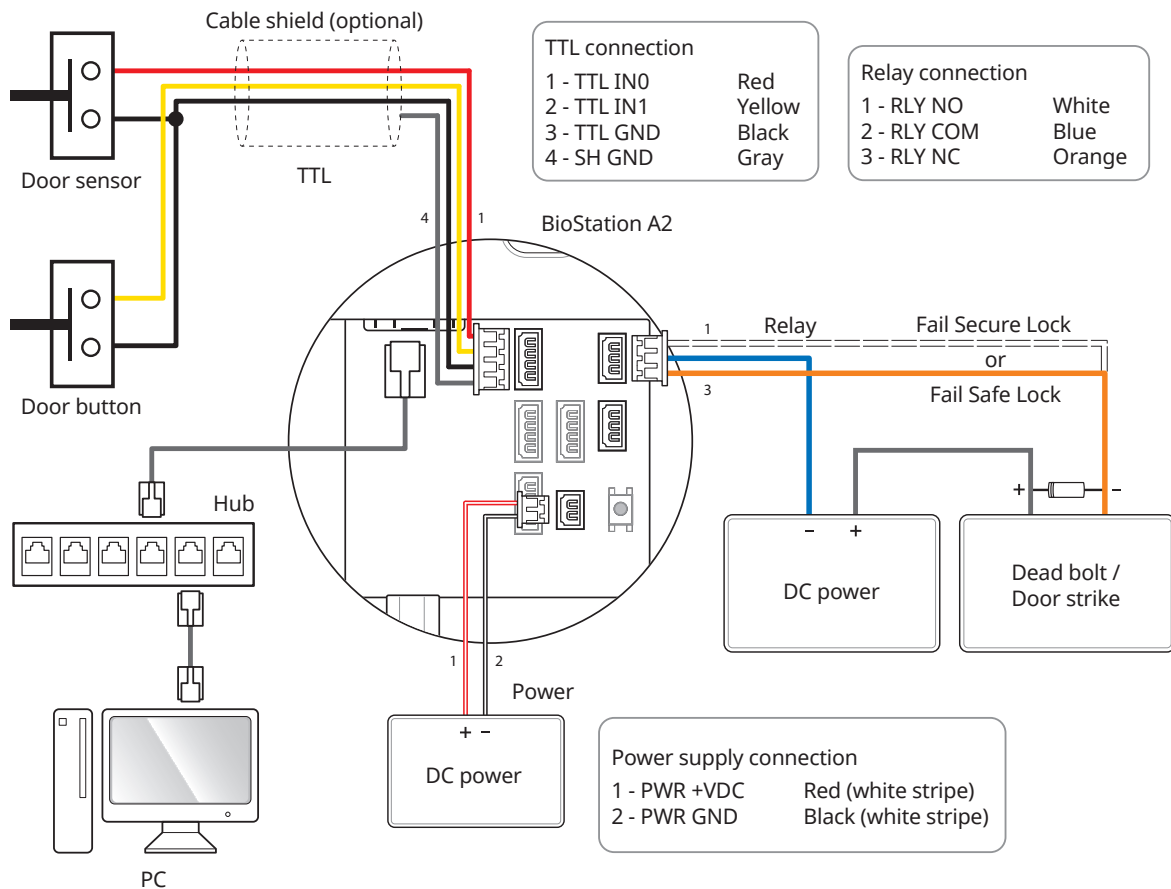 Cable shield (optional)
Door sensor
TTL
TTL connection
1 - TTL IN0 Red
2 - TTL IN1 Yellow
3 - TTL GND Black
4 - SH GND Gray
Relay connection
1 - RLY NO White
2 - RLY COM Blue
3 - RLY NC Orange
4 1
BioStation A2
Door button
1 Relay Fail Secure Lock
or
3 Fail Safe Lock
Hub
+ -
- +
DC power
Dead bolt /
Door strike
1 2
Power
+ -
DC power
Power supply connection
1 - PWR +VDC Red (white stripe)
2 - PWR GND Black (white stripe)
PC